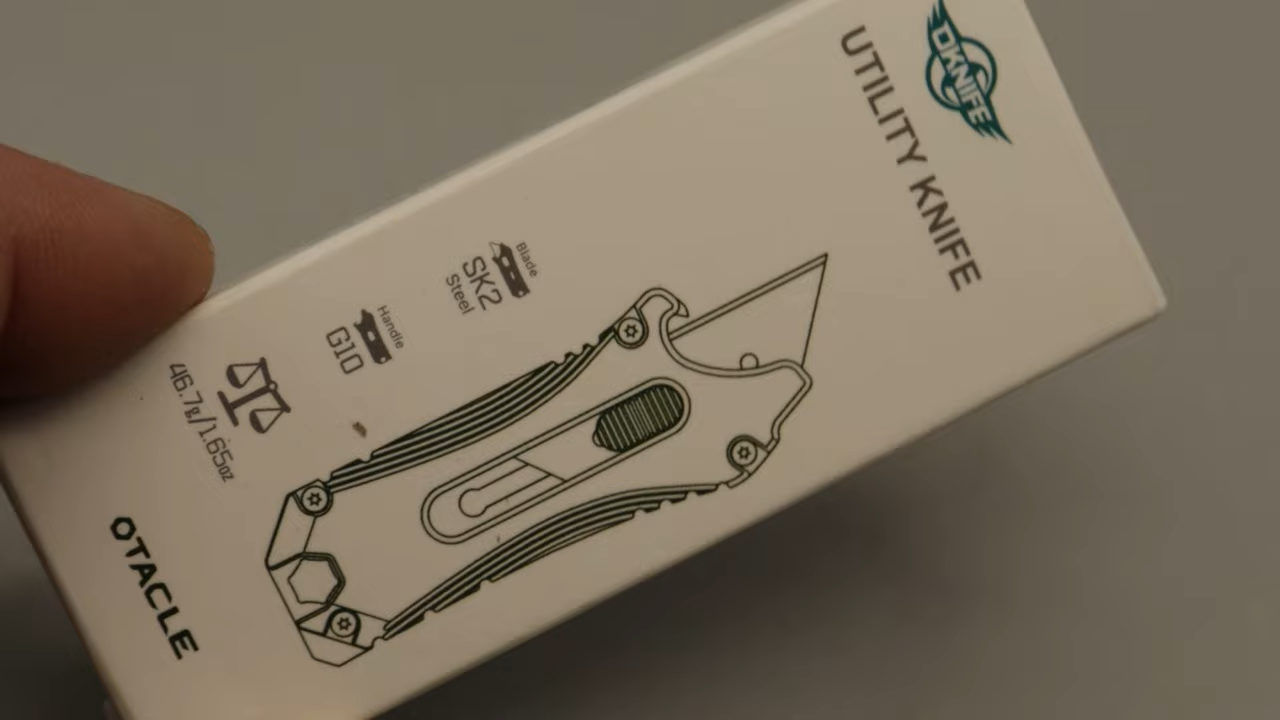 OKNIFE
UTILITY KNIFE
Blade
SK2
Steel
Handle
G10
46.7g/1.65oz
OTACLE